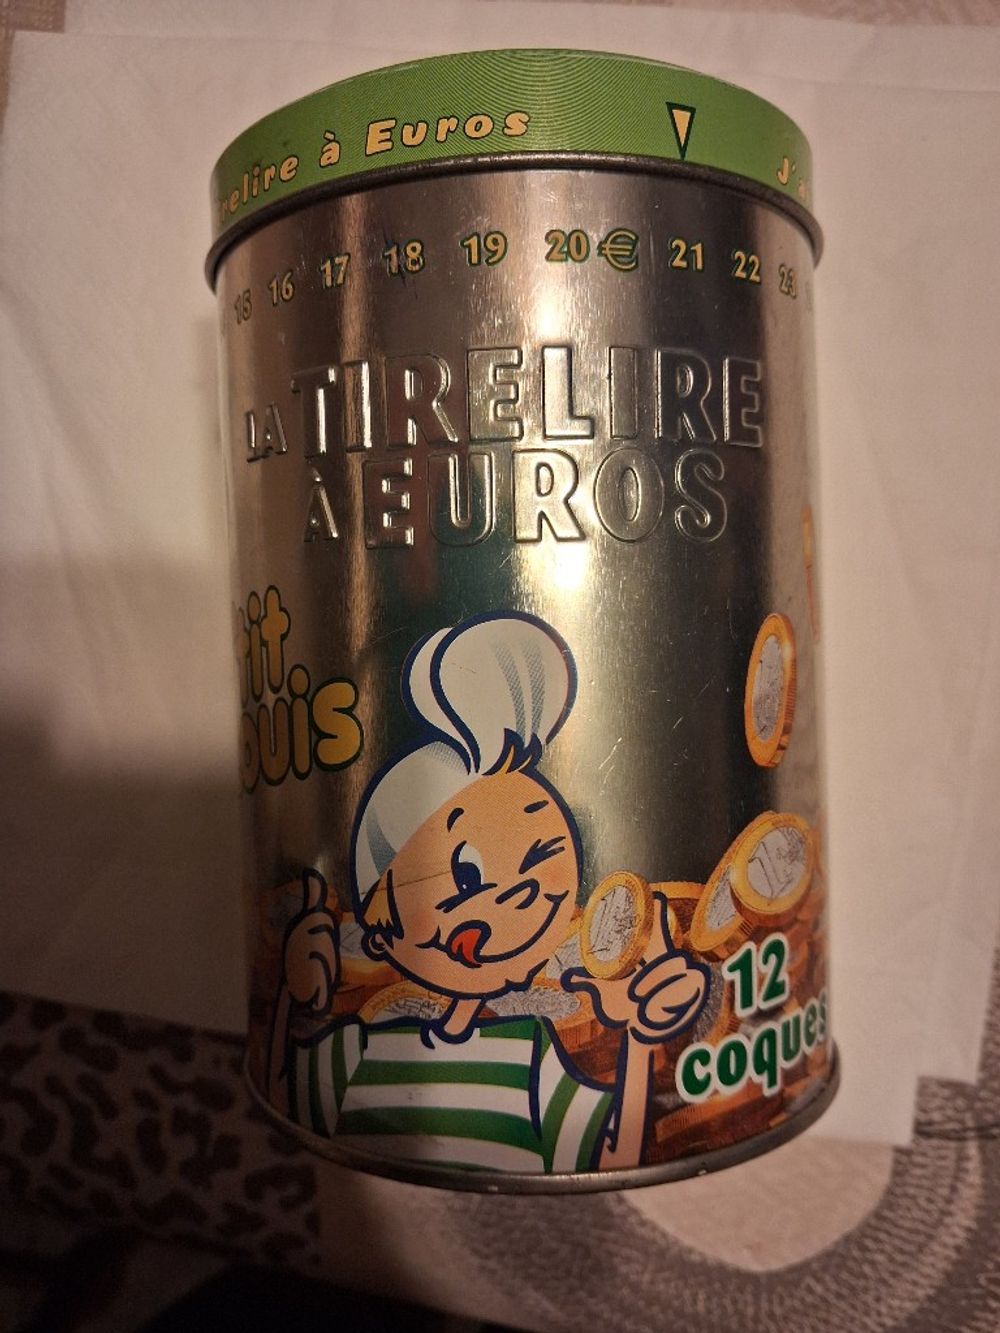 relire à Euros J'a
15 16 17 18 19 20€ 21 22 23
LA TIRELIRE
À EUROS
tit
ouis
12
coques